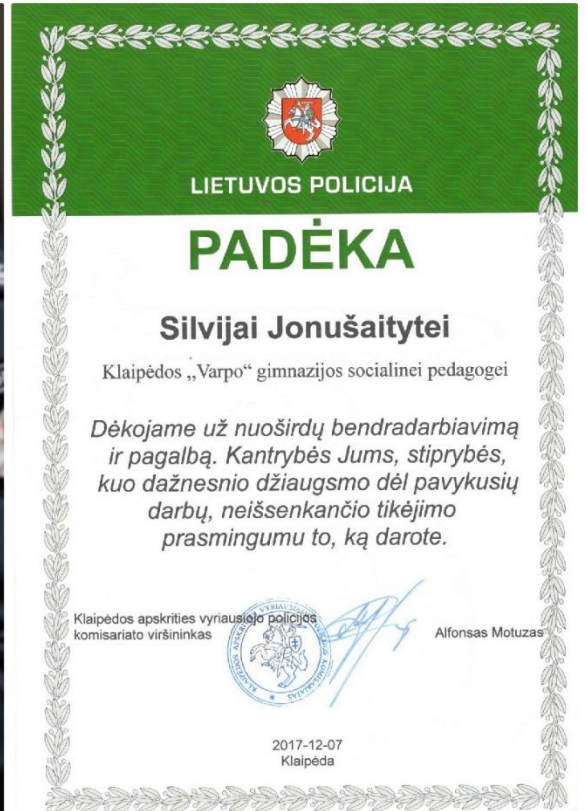 LIETUVOS POLICIJA
PADĖKA
Silvijai Jonušaitytei
Klaipėdos „Varpo“ gimnazijos socialinei pedagogei
Dėkojame už nuoširdų bendradarbiavimą
ir pagalbą. Kantrybės Jums, stiprybės,
kuo dažnesnio džiaugsmo dėl pavykusių
darbų, neišsenkančio tikėjimo
prasmingumu to, ką darote.
Klaipėdos apskrities vyriausiojo policijos
komisariato viršininkas
Alfonsas Motuzas
2017-12-07
Klaipėda